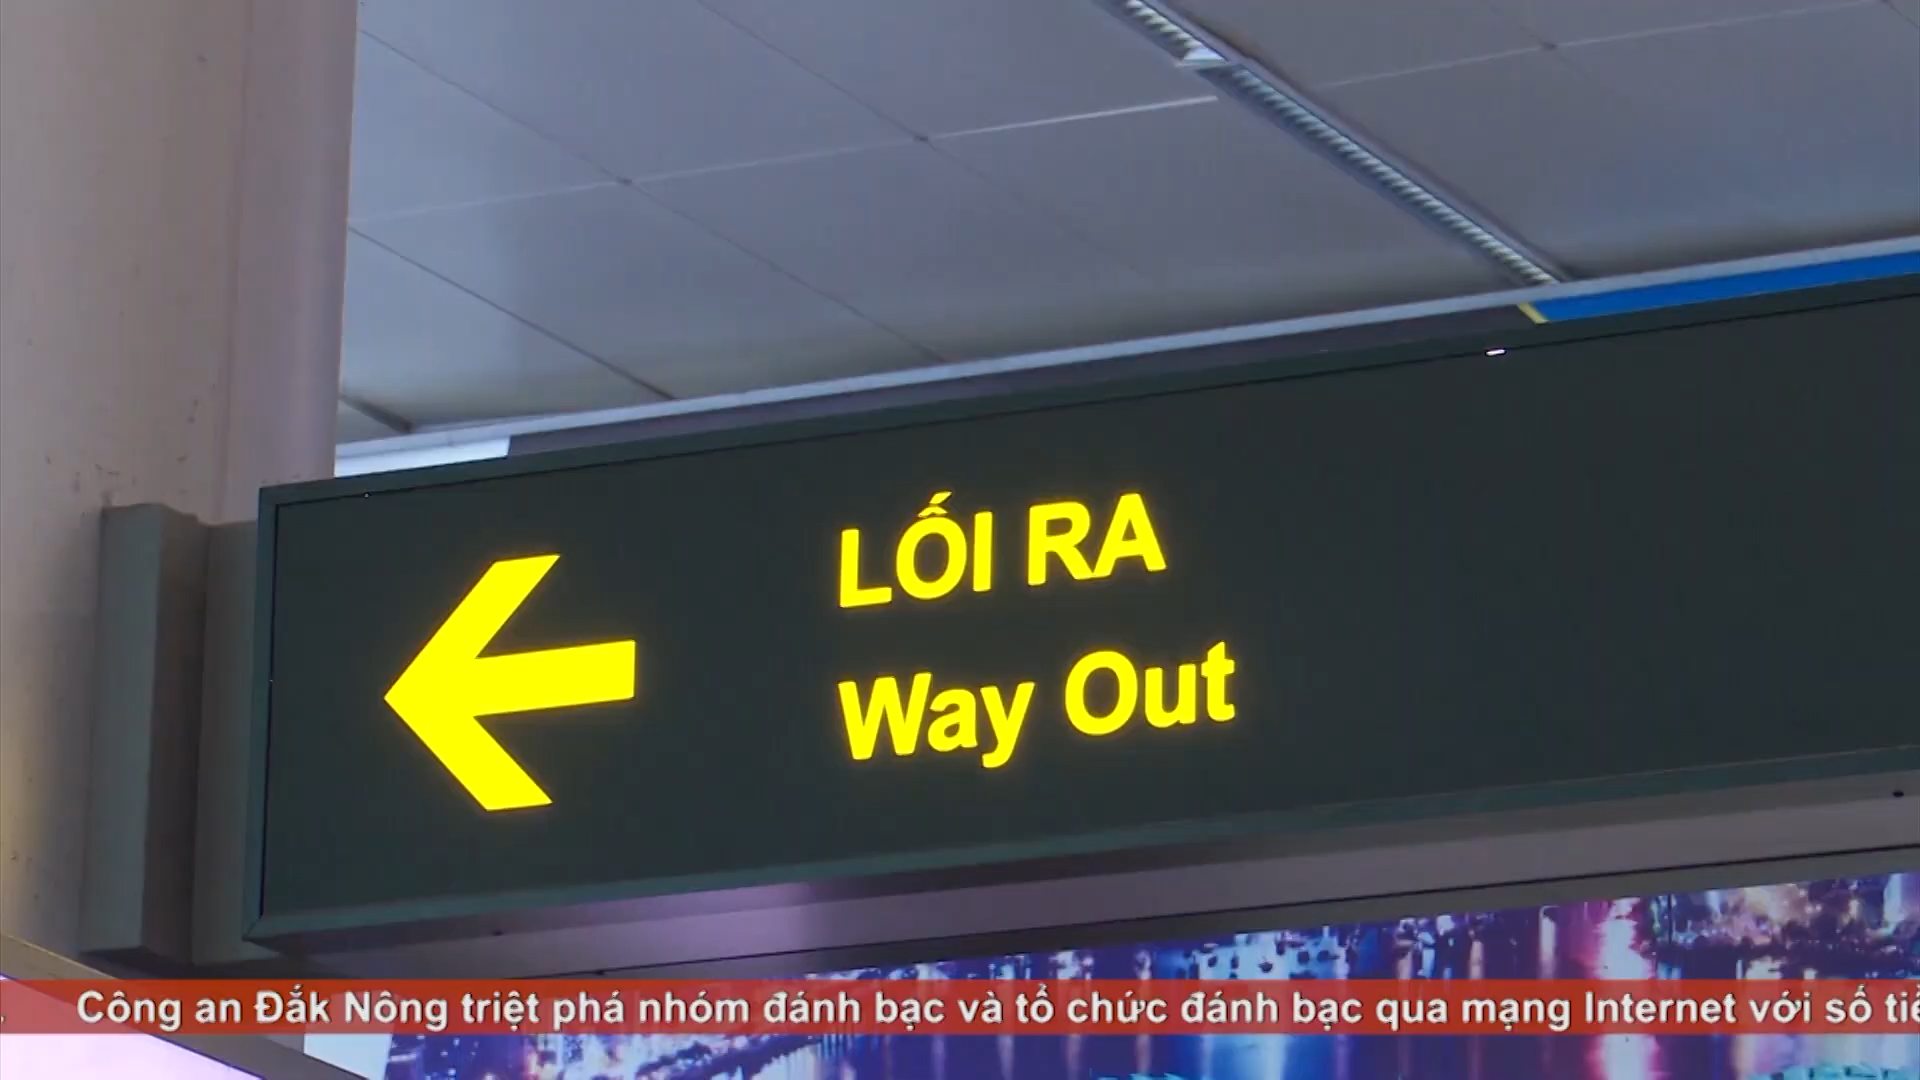 LỐI RA
Way Out
Công an Đắk Nông triệt phá nhóm đánh bạc và tổ chức đánh bạc qua mạng Internet với số